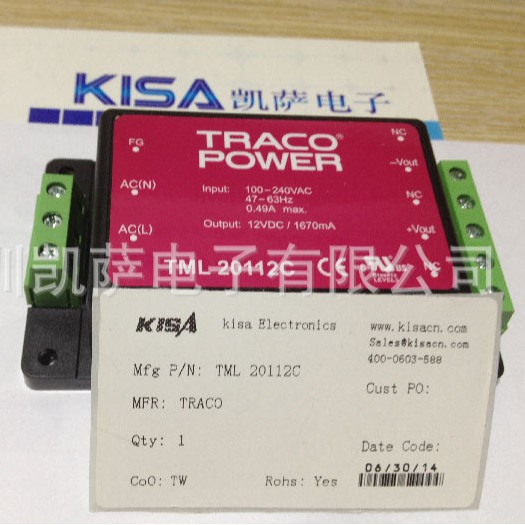 KISA 凯萨电子
TRACO®
POWER
FG
AC(N)
AC(L)
NC
-Vout
NC
+Vout
NC
Input: 100-240VAC
47-63Hz
0.49A max.
Output: 12VDC / 1670mA
TML 20112C
CE
US
LEVEL
圳凯萨电子有限公司
KISA
kisa Electronics
www.kisacn.com
Sales@kisacn.com
400-0603-588
Mfg P/N: TML 20112C
Cust PO:
MFR: TRACO
Qty: 1
Date Code:
06/30/14
CoO: TW
Rohs: Yes